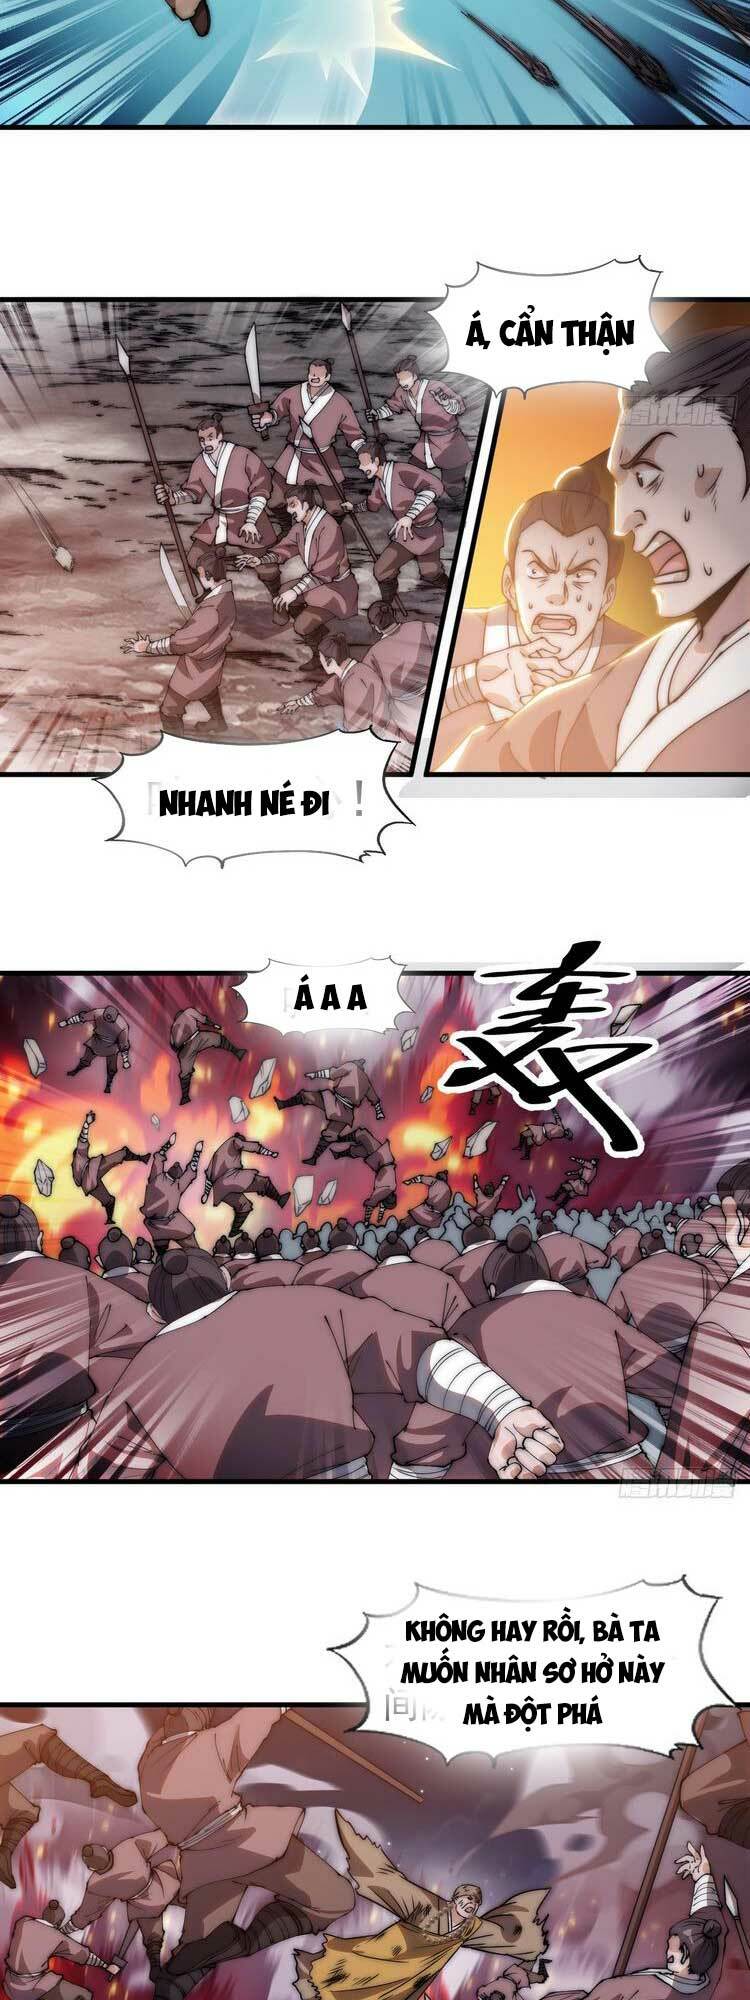 Á, CẨN THẬN
NHANH NÉ ĐI !
Á A A
轰
KHÔNG HAY RỒI, BÀ TA
MUỐN NHÂN SƠ HỞ NÀY
MÀ ĐỘT PHÁ
间